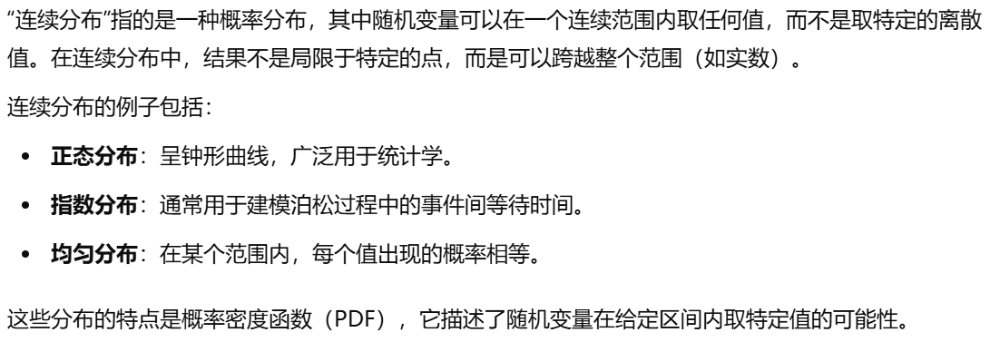 “连续分布”指的是一种概率分布，其中随机变量可以在一个连续范围内取任何值，而不是取特定的离散
值。在连续分布中，结果不是局限于特定的点，而是可以跨越整个范围（如实数）。
连续分布的例子包括：
• 正态分布：呈钟形曲线，广泛用于统计学。
• 指数分布：通常用于建模泊松过程中的事件间等待时间。
• 均匀分布：在某个范围内，每个值出现的概率相等。
这些分布的特点是概率密度函数（PDF），它描述了随机变量在给定区间内取特定值的可能性。